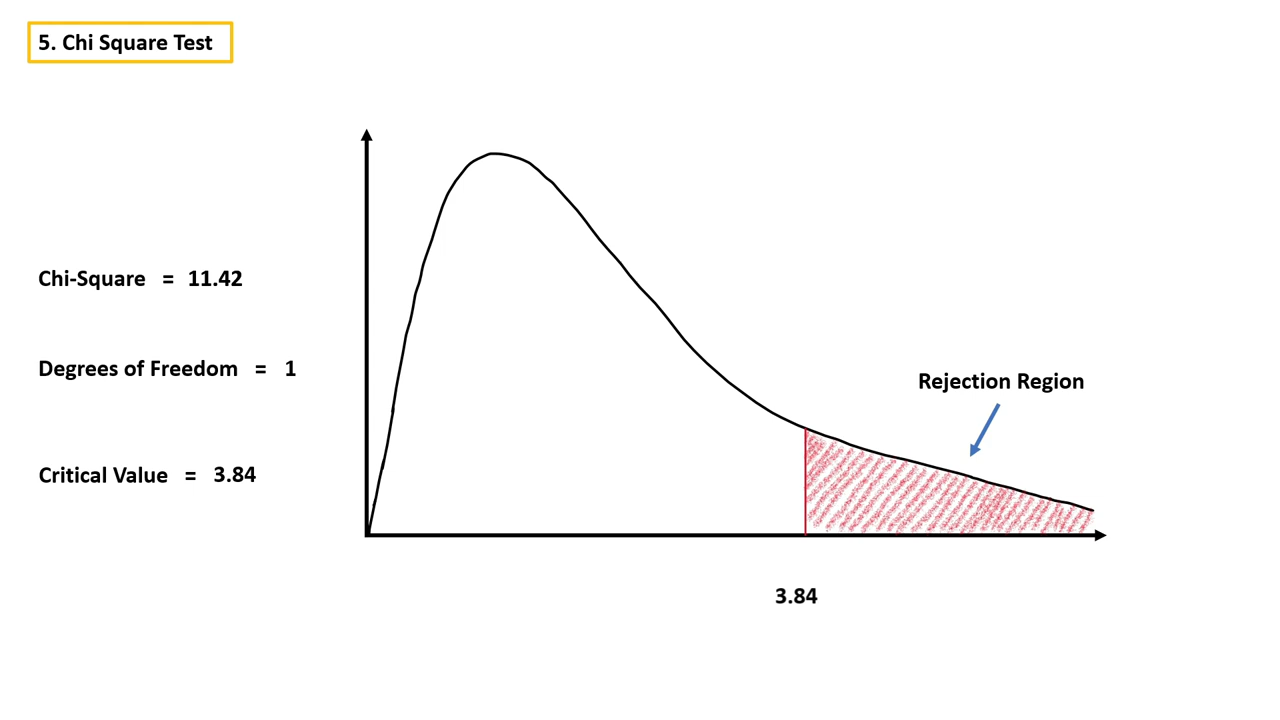 5. Chi Square Test
Chi-Square = 11.42
Degrees of Freedom = 1
Rejection Region
Critical Value = 3.84
3.84